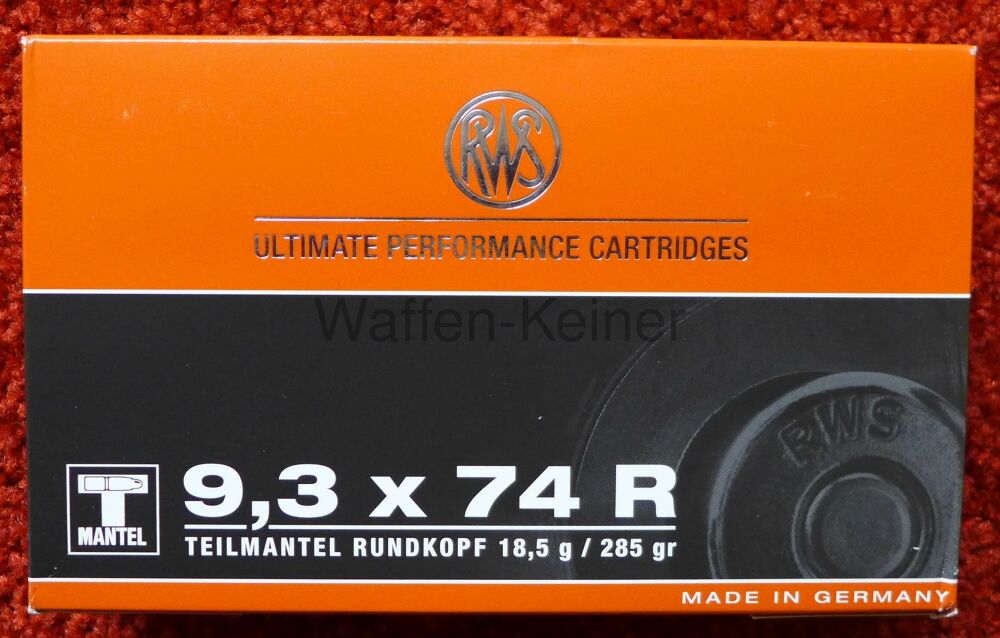 RWS
ULTIMATE PERFORMANCE CARTRIDGES
Waffen-Keiner
RWS
T
MANTEL
9,3 x 74 R
TEILMANTEL RUNDKOPF 18,5 g / 285 gr
MADE IN GERMANY